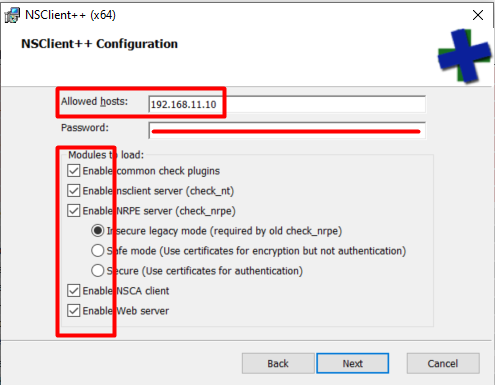 NSClient++ (x64)
NSClient++ Configuration
Allowed hosts: 192.168.11.10
Password:
Modules to load:
Enable common check plugins
Enable nsclient server (check_nt)
Enable NRPE server (check_nrpe)
Insecure legacy mode (required by old check_nrpe)
Safe mode (Use certificates for encryption but not authentication)
Secure (Use certificates for authentication)
Enable NSCA client
Enable Web server
Back Next Cancel